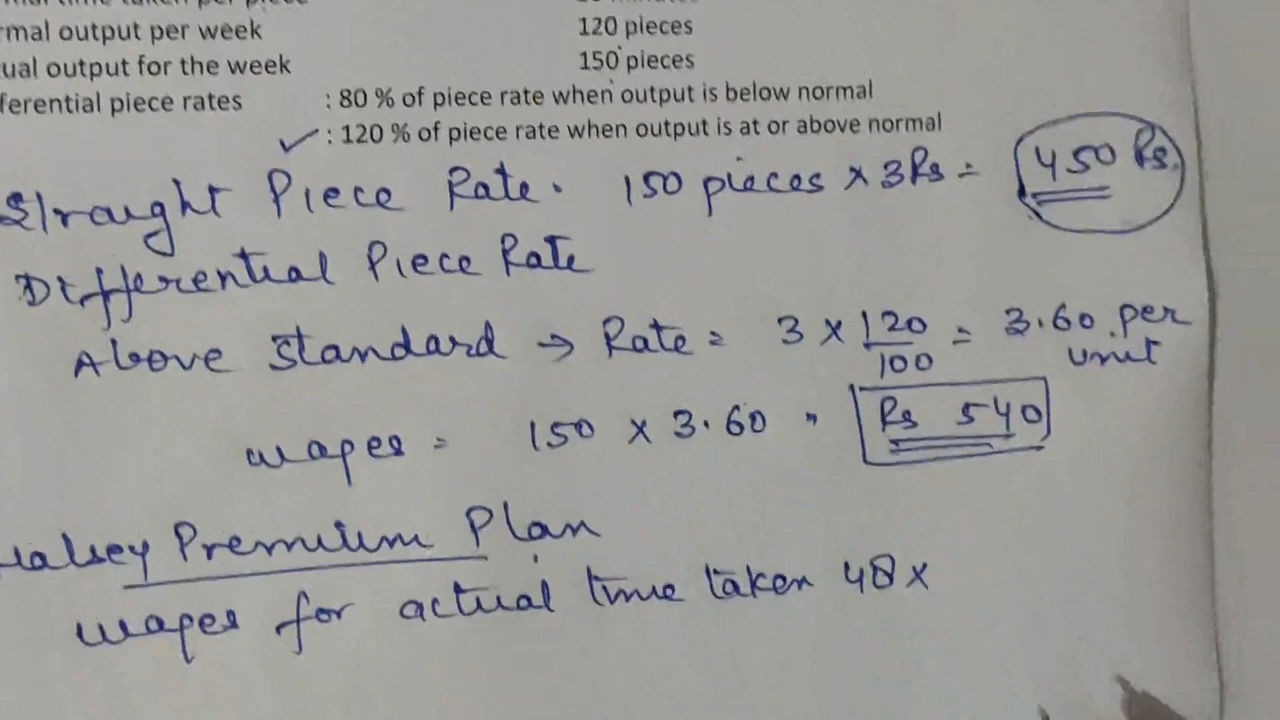 rmal output per week 120 pieces
ual output for the week 150 pieces
ferential piece rates : 80 % of piece rate when output is below normal
: 120 % of piece rate when output is at or above normal
Straight Piece Rate. 150 pieces x 3Rs = 450 Rs.
Differential Piece Rate
Above Standard → Rate = 3 x 120/100 = 3.60 per unit
wages = 150 x 3.60 = Rs 540
Halsey Premium Plan
wages for actual time taken 48 x